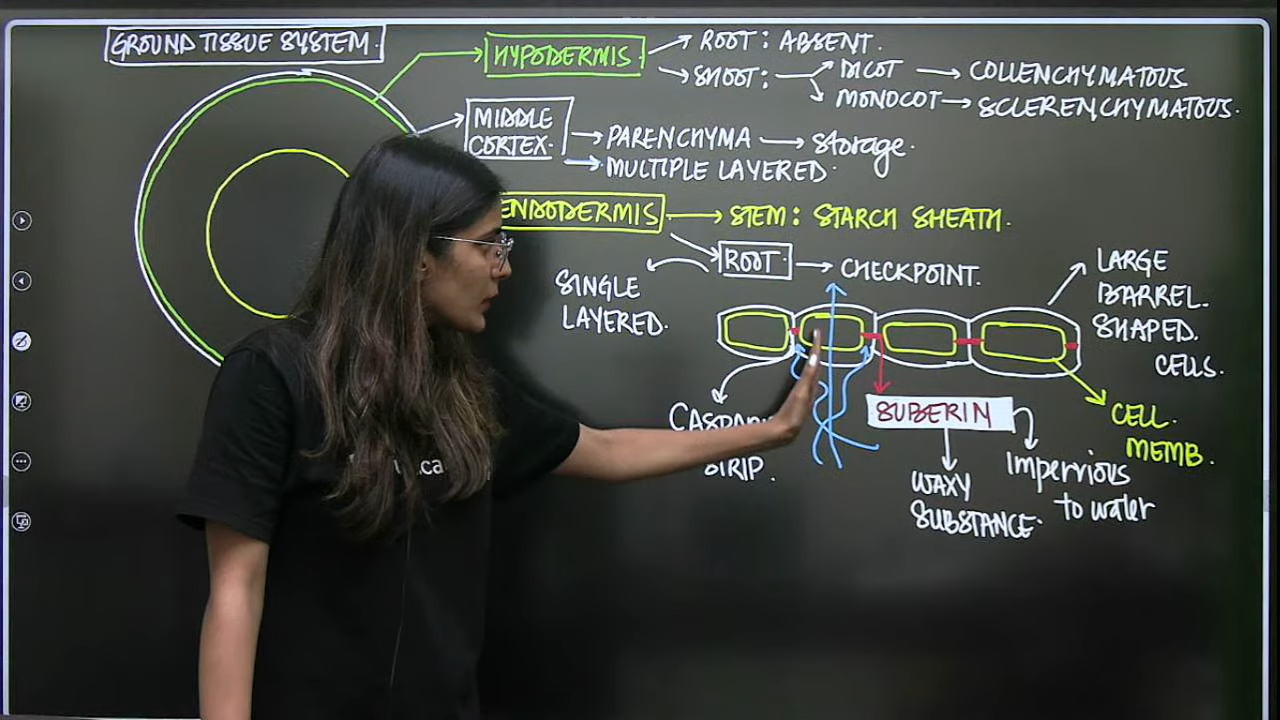 GROUND TISSUE SYSTEM.
HYPODERMIS.
ROOT: ABSENT.
SHOOT:
DICOT
COLLENCHYMATOUS
MONOCOT
SCLERENCHYMATOUS.
MIDDLE
CORTEX.
PARENCHYMA
Storage.
MULTIPLE LAYERED.
ENDODERMIS
STEM: STARCH SHEATH.
ROOT.
CHECKPOINT.
SINGLE
LAYERED.
LARGE
BARREL.
SHAPED.
CELLS.
STRIP.
SUBERIN
CELL.
MEMB.
WAXY
SUBSTANCE.
Impervious
to water